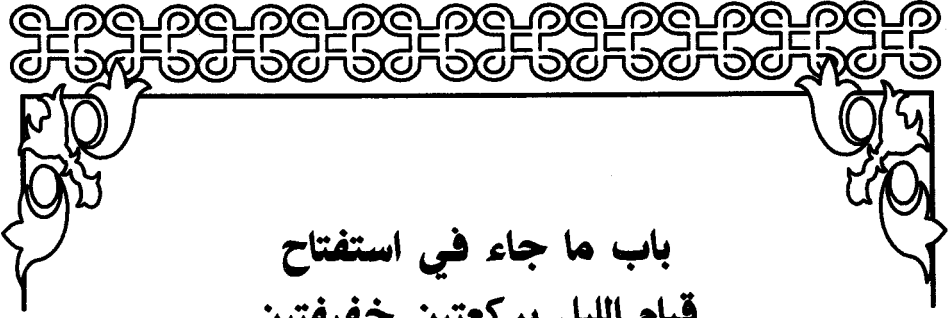 باب ما جاء في استفتاح
قيام الليل بركعتين خفيفتين